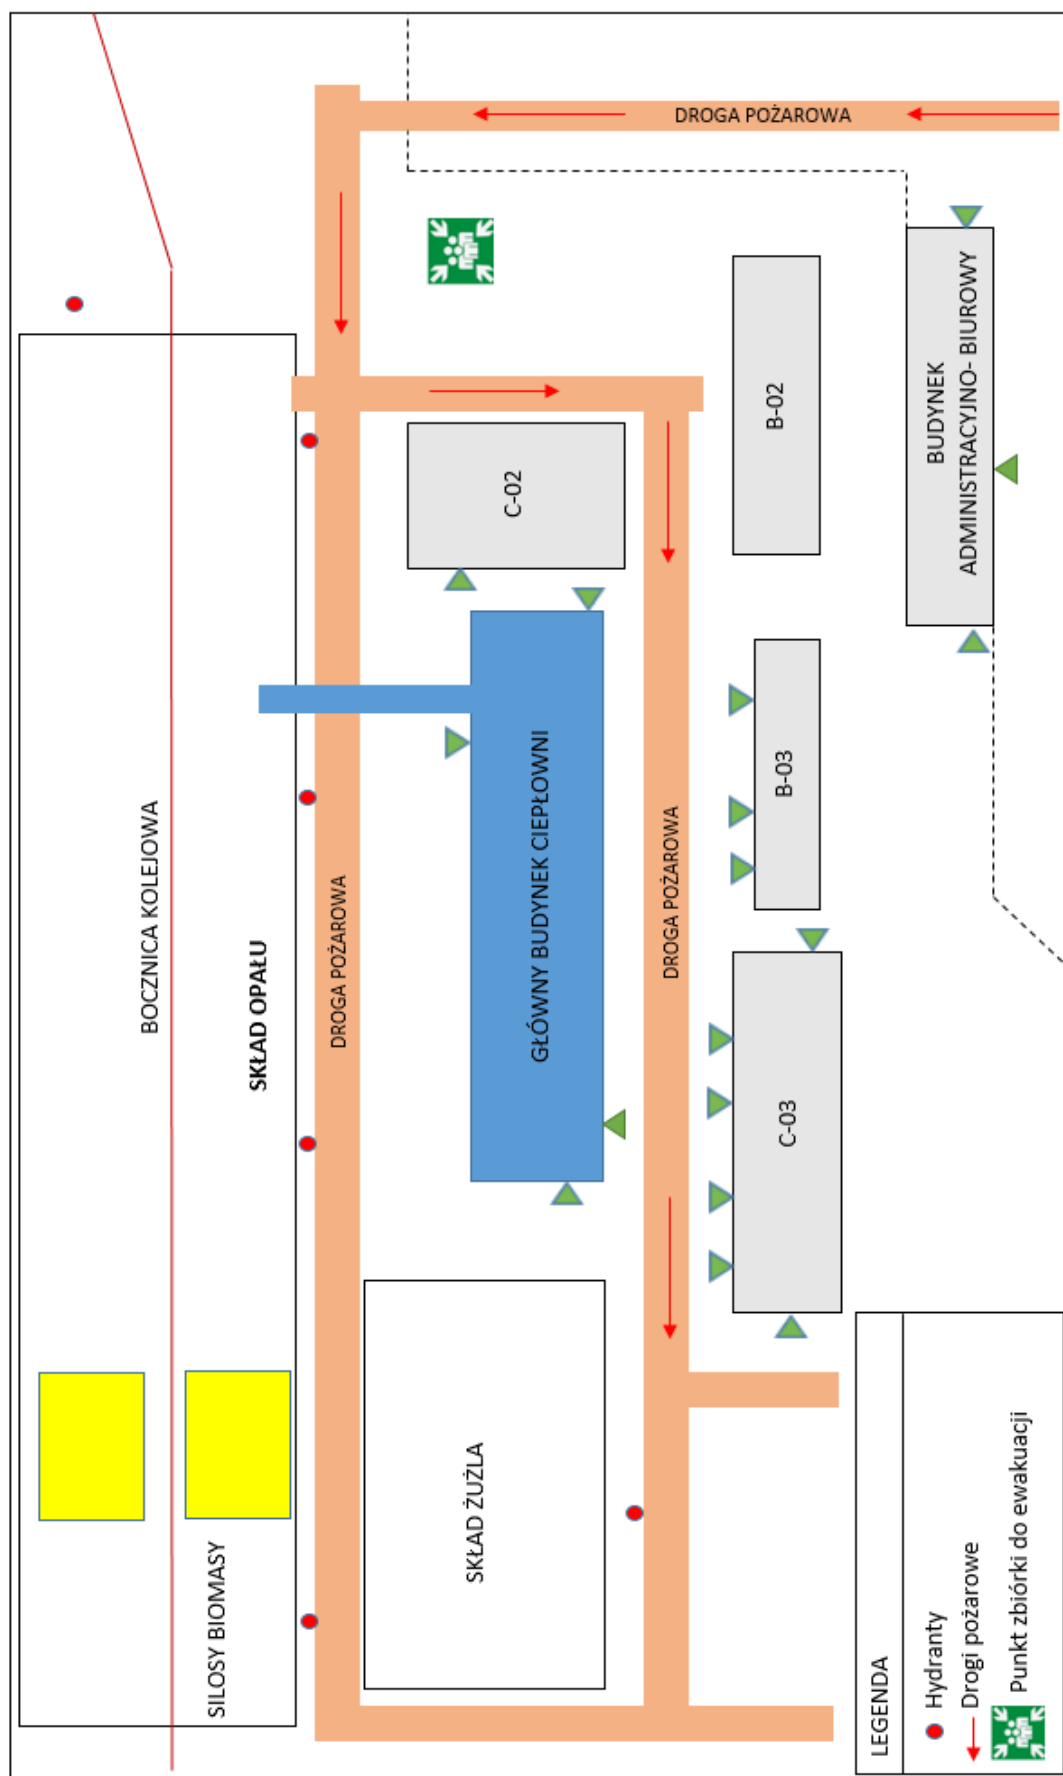 BOCZNICA KOLEJOWA
SKŁAD OPAŁU
SILOSY BIOMASY
DROGA POŻAROWA
DROGA POŻAROWA
C-02
GŁÓWNY BUDYNEK CIEPŁOWNI
SKŁAD ŻUŻLA
DROGA POŻAROWA
B-02
B-03
C-03
BUDYNEK
ADMINISTRACYJNO- BIUROWY
LEGENDA
Hydranty
Drogi pożarowe
Punkt zbiórki do ewakuacji